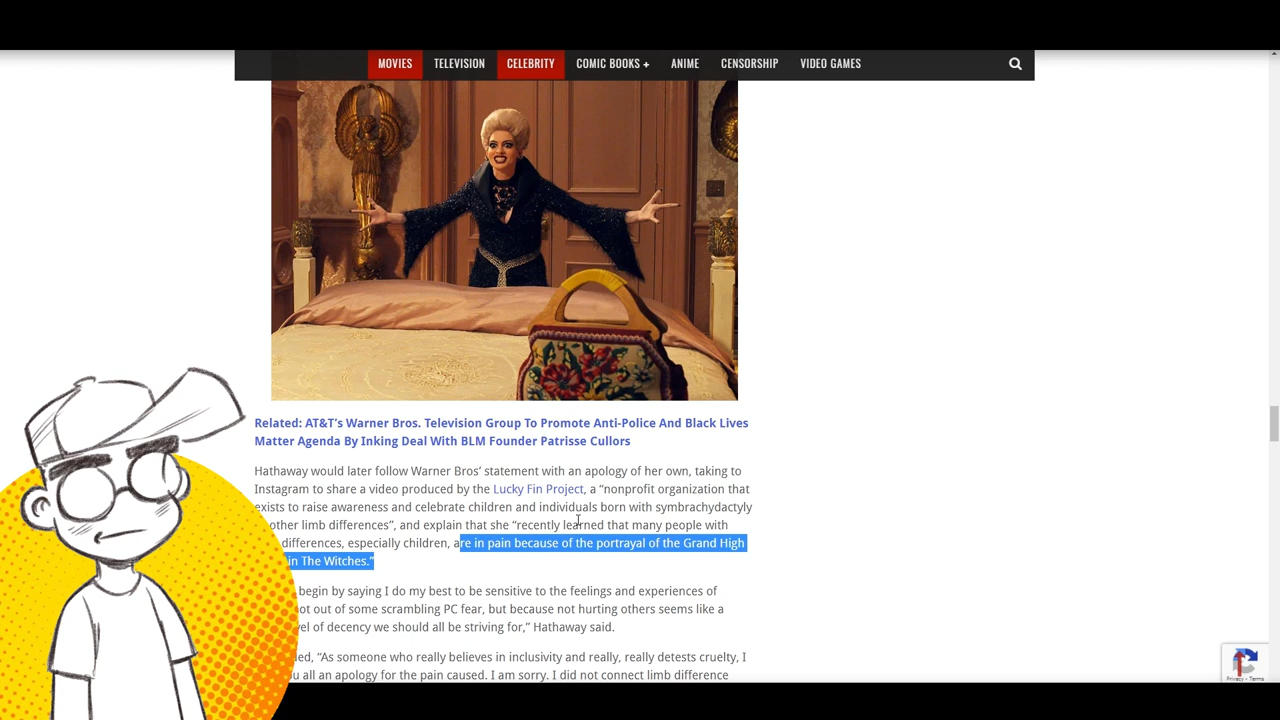 MOVIES TELEVISION CELEBRITY COMIC BOOKS + ANIME CENSORSHIP VIDEO GAMES
Related: AT&T's Warner Bros. Television Group To Promote Anti-Police And Black Lives
Matter Agenda By Inking Deal With BLM Founder Patrisse Cullors
Hathaway would later follow Warner Bros’ statement with an apology of her own, taking to
Instagram to share a video produced by the Lucky Fin Project, a “nonprofit organization that
exists to raise awareness and celebrate children and individuals born with symbrachydactyly
other limb differences”, and explain that she “recently learned that many people with
differences, especially children, are in pain because of the portrayal of the Grand High
in The Witches.”
begin by saying I do my best to be sensitive to the feelings and experiences of
not out of some scrambling PC fear, but because not hurting others seems like a
of decency we should all be striving for,” Hathaway said.
“As someone who really believes in inclusivity and really, really detests cruelty, I
all an apology for the pain caused. I am sorry. I did not connect limb difference
Privacy - Terms